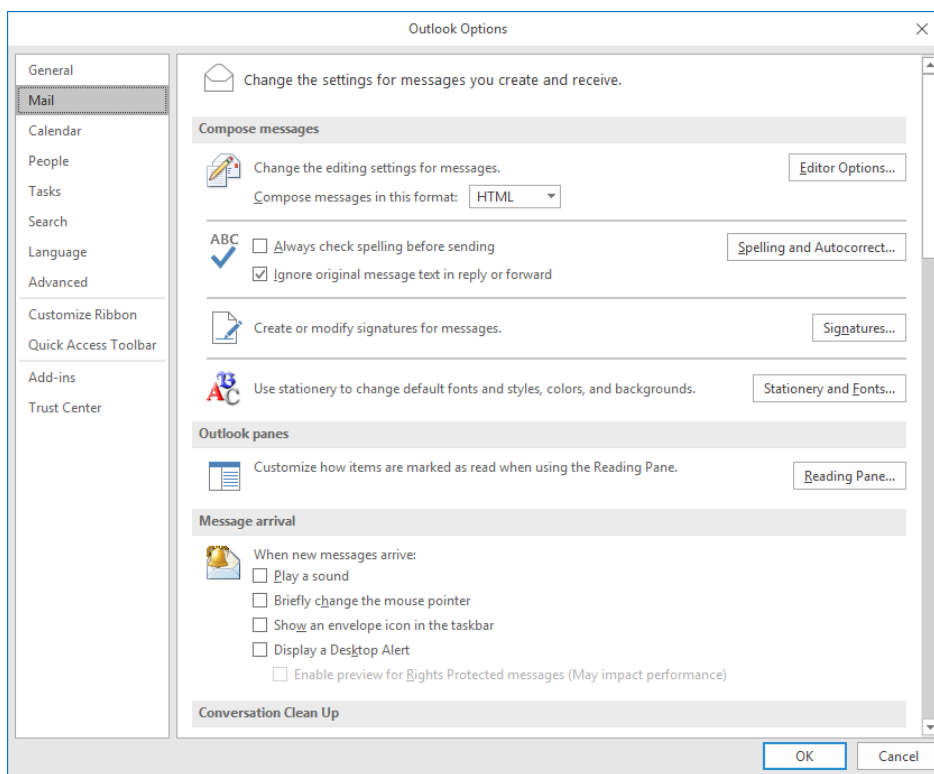 Outlook Options
General
Mail
Calendar
People
Tasks
Search
Language
Advanced
Customize Ribbon
Quick Access Toolbar
Add-ins
Trust Center
Change the settings for messages you create and receive.
Compose messages
Change the editing settings for messages.
Editor Options...
Compose messages in this format: HTML
ABC
Always check spelling before sending
Spelling and Autocorrect...
Ignore original message text in reply or forward
Create or modify signatures for messages.
Signatures...
Use stationery to change default fonts and styles, colors, and backgrounds.
Stationery and Fonts...
Outlook panes
Customize how items are marked as read when using the Reading Pane.
Reading Pane...
Message arrival
When new messages arrive:
Play a sound
Briefly change the mouse pointer
Show an envelope icon in the taskbar
Display a Desktop Alert
Enable preview for Rights Protected messages (May impact performance)
Conversation Clean Up
OK
Cancel